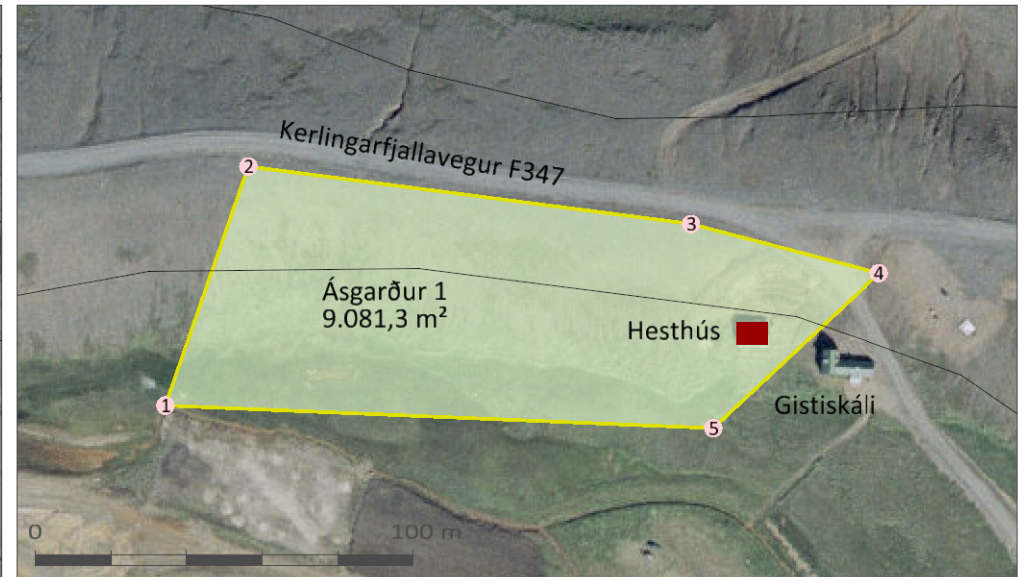 Kerlingarfjallavegur F347
2
3
4
Ásgarður 1
9.081,3 m²
Hesthús
1
Gistiskáli
5
0
100 m